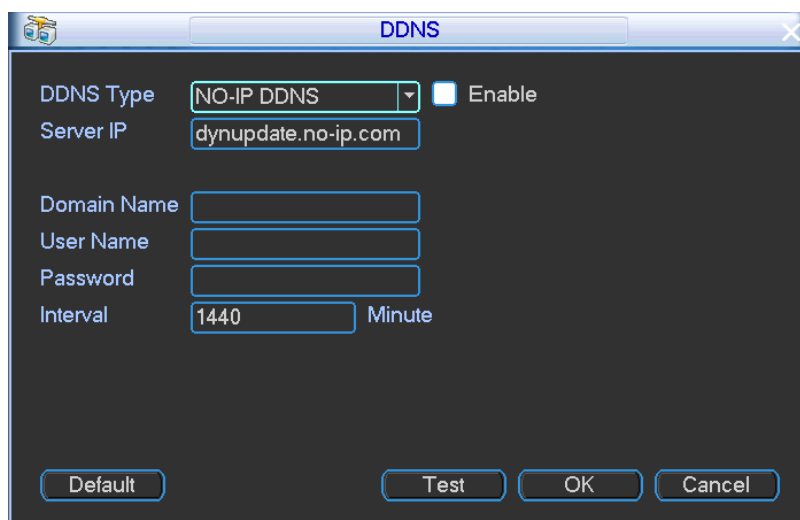 DDNS
DDNS Type NO-IP DDNS Enable
Server IP dynupdate.no-ip.com
Domain Name
User Name
Password
Interval 1440 Minute
Default Test OK Cancel